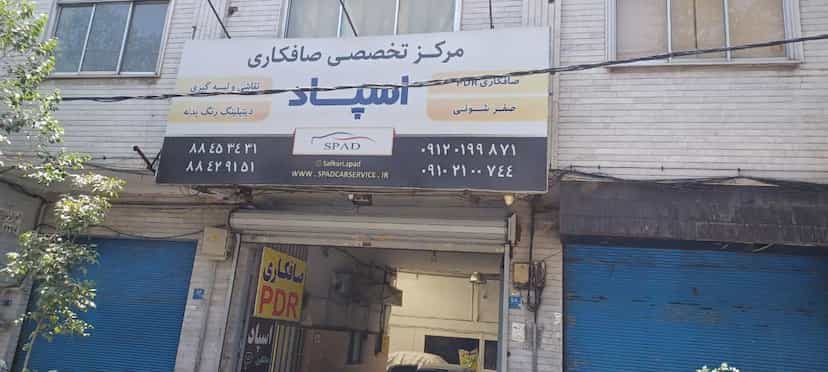 مرکز تخصصی صافکاری
اسپاد
صافکاری PDR
صفر شوئی
نقاشی و لیسه گیری
دیتیلینگ رنگ بدنه
SPAD
Safkari.spad
WWW . SPADCARSERVICE . IR
۸۸۴۵۳۴۳۱
۸۸۴۲۹۱۵۱
۰۹۱۲۰۱۹۹۸۷۱
۰۹۱۰۲۱۰۰۷۴۴
صافکاری
PDR
اسپاد